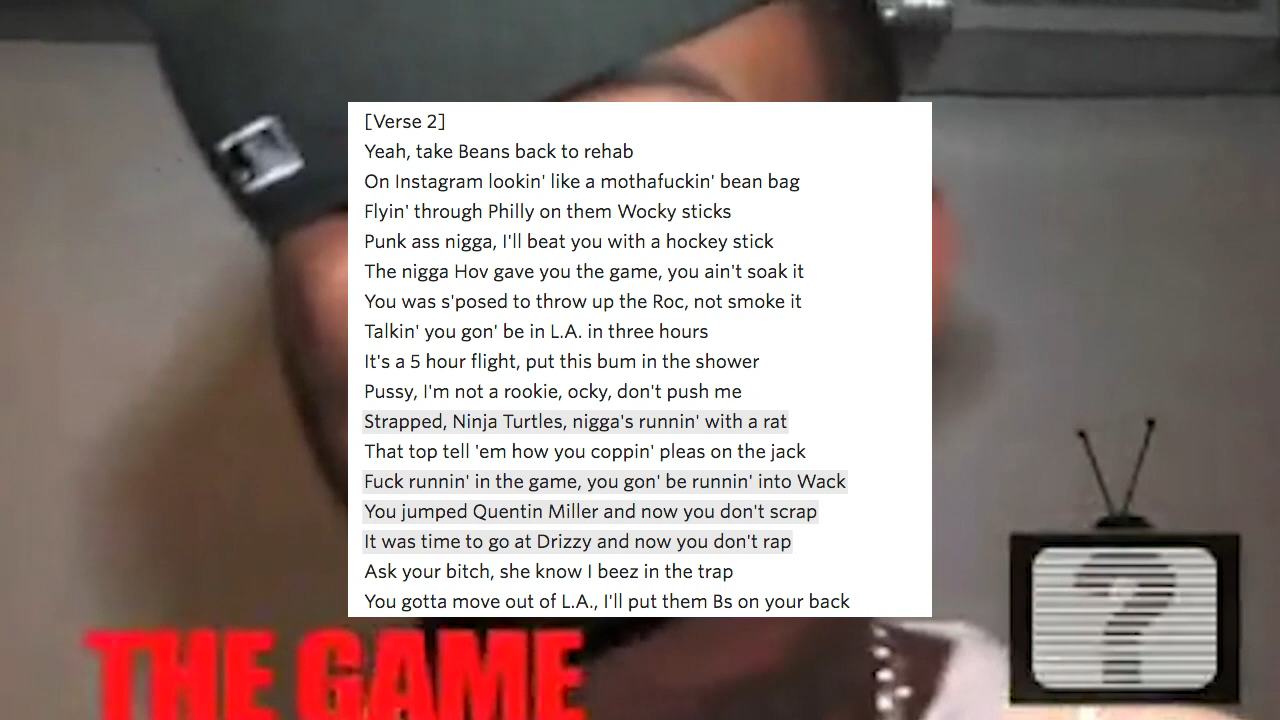 [Verse 2]
Yeah, take Beans back to rehab
On Instagram lookin' like a mothafuckin' bean bag
Flyin' through Philly on them Wocky sticks
Punk ass nigga, I'll beat you with a hockey stick
The nigga Hov gave you the game, you ain't soak it
You was s'posed to throw up the Roc, not smoke it
Talkin' you gon' be in L.A. in three hours
It's a 5 hour flight, put this bum in the shower
Pussy, I'm not a rookie, ocky, don't push me
Strapped, Ninja Turtles, nigga's runnin' with a rat
That top tell 'em how you coppin' pleas on the jack
Fuck runnin' in the game, you gon' be runnin' into Wack
You jumped Quentin Miller and now you don't scrap
It was time to go at Drizzy and now you don't rap
Ask your bitch, she know I beez in the trap
You gotta move out of L.A., I'll put them Bs on your back
THE GAME
?